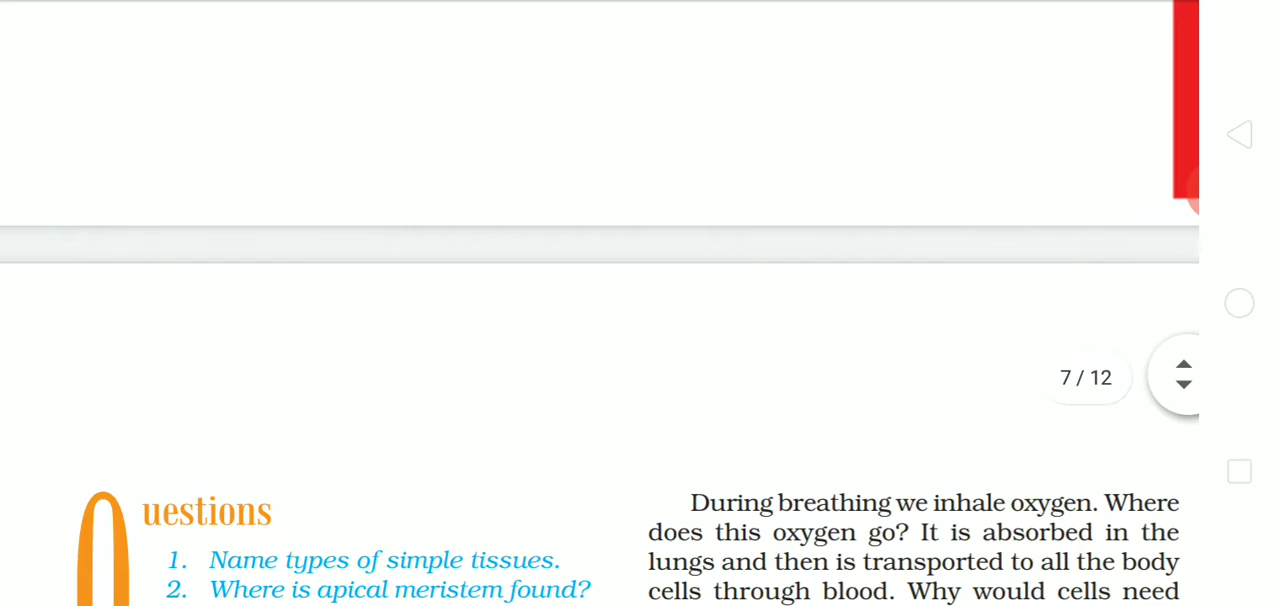 7 / 12
Questions
1. Name types of simple tissues.
2. Where is apical meristem found?
During breathing we inhale oxygen. Where
does this oxygen go? It is absorbed in the
lungs and then is transported to all the body
cells through blood. Why would cells need